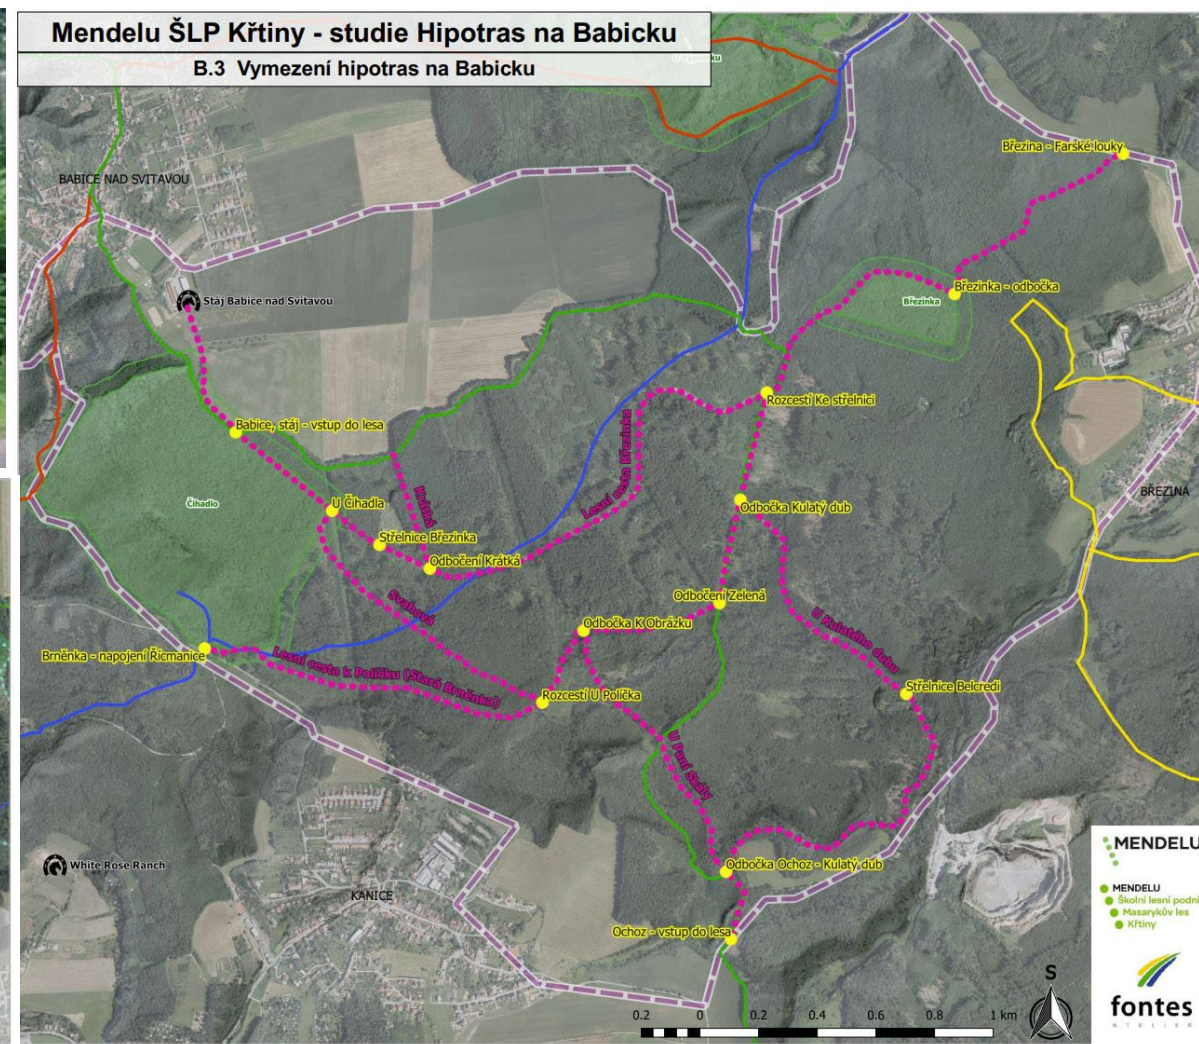 Mendelu ŠLP Křtiny - studie Hipotras na Babicku
B.3 Vymezení hipotras na Babicku
Březina - Farské louky
BABICE NAD SVITAVOU
Stáj Babice nad Svitavou
Březinka - odbočka
Březinka
Rozcestí Ke střelnici
Babice, stáj - vstup do lesa
Krátká
Lesní cesta Březinka
BŘEZINA
Čihadlo
U Čihadla
Odbočka Kulatý dub
Střelnice Březinka
Odbočení Krátká
Svahová
Odbočení Zelená
Odbočka K Obrázku
U Kulatého dubu
Brněnka - napojení Řícmanice
Lesní cesta k Políčku (Stará Brněnka)
Střelnice Belcredi
Rozcestí U Políčka
U Paní Skály
White Rose Ranch
Odbočka Ochoz - Kulatý dub
KANICE
Ochoz - vstup do lesa
MENDELU
MENDELU
Školní lesní podni
Masarykův les
Křtiny
S
0.2 0 0.2 0.4 0.6 0.8 1 km
fontes
ATELIER